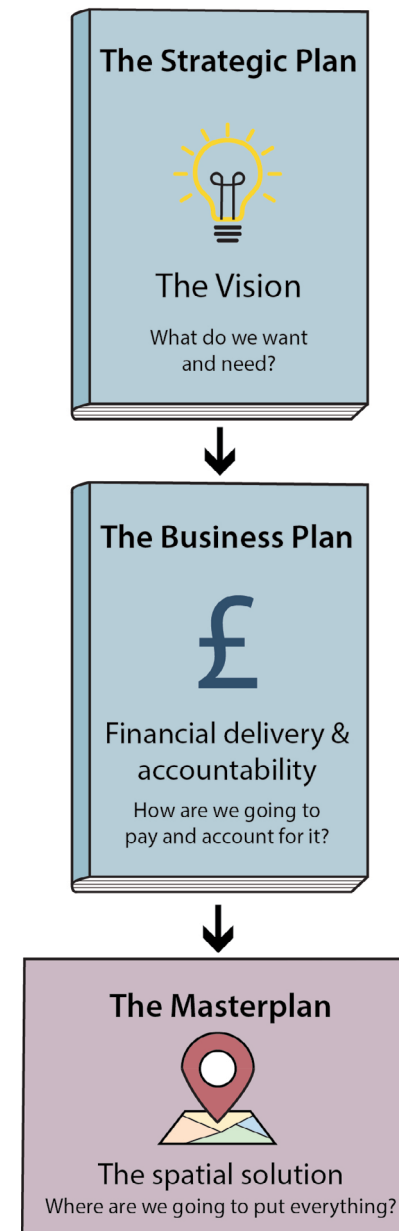 The Strategic Plan
The Vision
What do we want
and need?
The Business Plan
£
Financial delivery &
accountability
How are we going to
pay and account for it?
The Masterplan
The spatial solution
Where are we going to put everything?